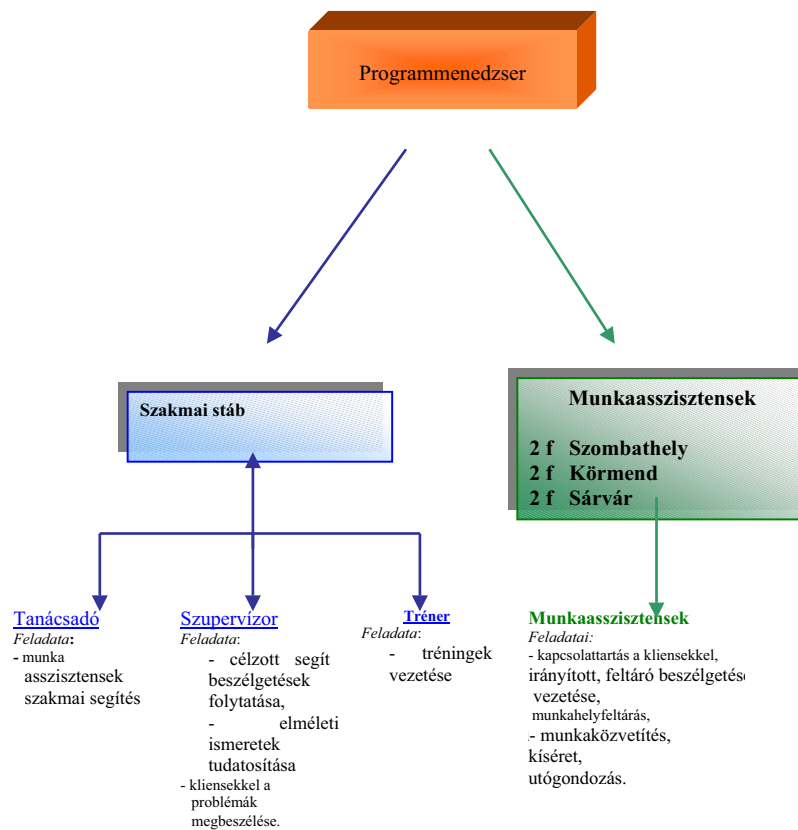 Programmenedzser
Szakmai stáb
Munkaasszisztensek
2 f Szombathely
2 f Körmend
2 f Sárvár
Tanácsadó
Feladata:
- munka
asszisztensek
szakmai segítés
Szupervízor
Feladata:
- célzott segít
beszélgetések
folytatása,
- elméleti
ismeretek
tudatosítása
- kliensekkel a
problémák
megbeszélése.
Tréner
Feladata:
- tréningek
vezetése
Munkaasszisztensek
Feladatai:
- kapcsolattartás a kliensekkel,
irányított, feltáró beszélgetése
vezetése,
munkahelyfeltárás,
- munkaközvetítés,
kíséret,
utógondozás.